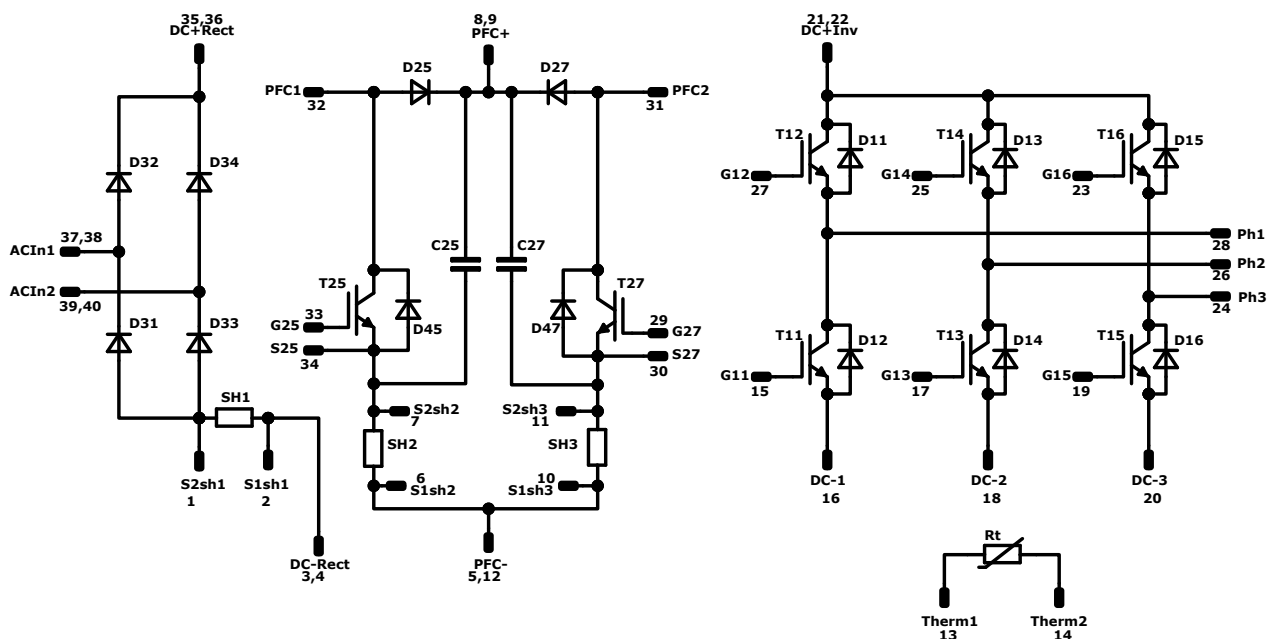 35,36
DC+Rect
8,9
PFC+
21,22
DC+Inv
D25
D27
PFC1
32
PFC2
31
T12
D11
T14
D13
T16
D15
D32
D34
G12
27
G14
25
G16
23
37,38
ACIn1
ACIn2
39,40
C25
C27
Ph1
28
Ph2
26
Ph3
24
T25
T27
33
G25
D45
D47
29
G27
S25
34
S27
30
D31
D33
T11
D12
T13
D14
T15
D16
G11
15
G13
17
G15
19
SH1
S2sh2
7
S2sh3
11
SH2
SH3
S2sh1
1
S1sh1
2
6
S1sh2
10
S1sh3
DC-1
16
DC-2
18
DC-3
20
DC-Rect
3,4
PFC-
5,12
Rt
Therm1
13
Therm2
14